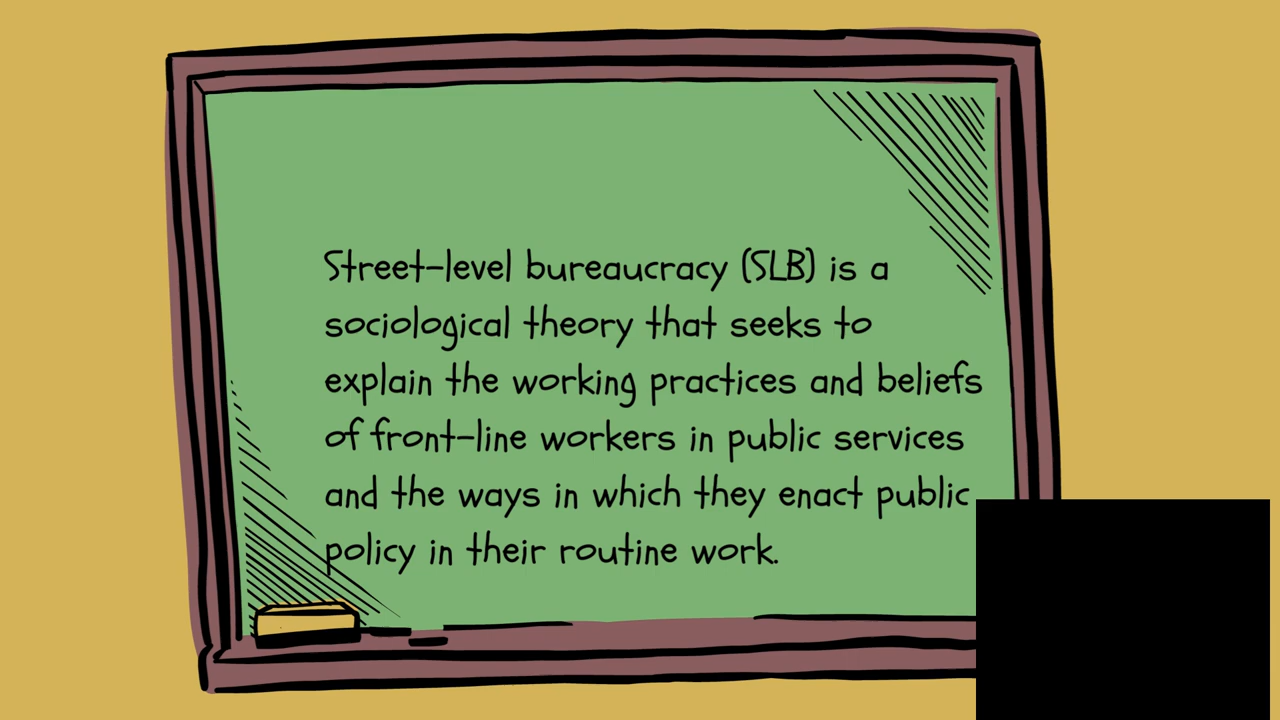 Street-level bureaucracy (SLB) is a
sociological theory that seeks to
explain the working practices and beliefs
of front-line workers in public services
and the ways in which they enact public
policy in their routine work.